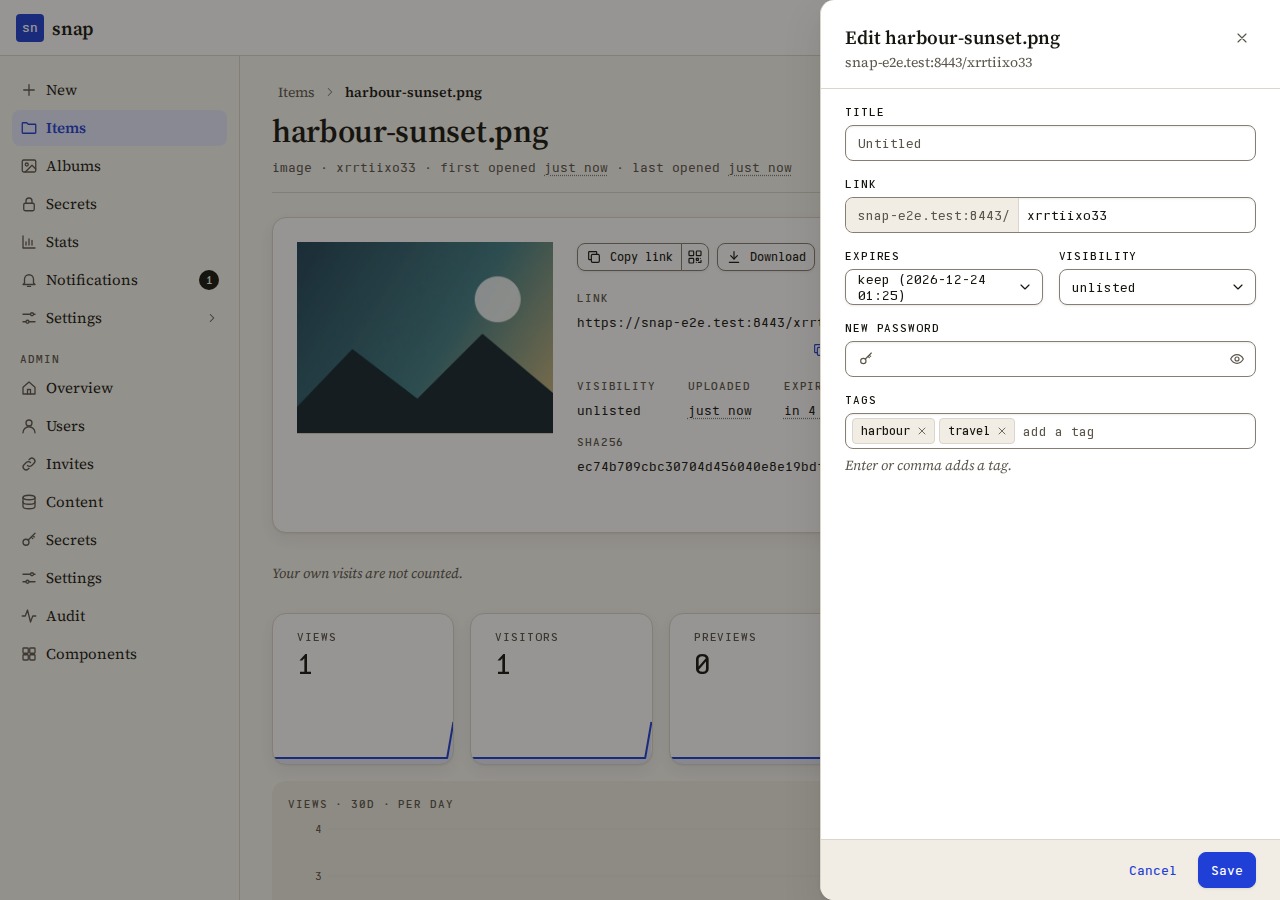 sn snap
New
Items
Albums
Secrets
Stats
Notifications 1
Settings
ADMIN
Overview
Users
Invites
Content
Secrets
Settings
Audit
Components
Items > harbour-sunset.png
harbour-sunset.png
image · xrrtiixo33 · first opened just now · last opened just now
Copy link
Download
LINK
https://snap-e2e.test:8443/xrrt
VISIBILITY UPLOADED EXPIR
unlisted just now in 4
SHA256
ec74b709cbc30704d456040e8e19bd
Your own visits are not counted.
VIEWS
1
VISITORS
1
PREVIEWS
0
VIEWS · 30D · PER DAY
4
3
Edit harbour-sunset.png
snap-e2e.test:8443/xrrtiixo33
TITLE
Untitled
LINK
snap-e2e.test:8443/ xrrtiixo33
EXPIRES VISIBILITY
keep (2026-12-24
01:25)
unlisted
NEW PASSWORD
TAGS
harbour travel add a tag
Enter or comma adds a tag.
Cancel Save